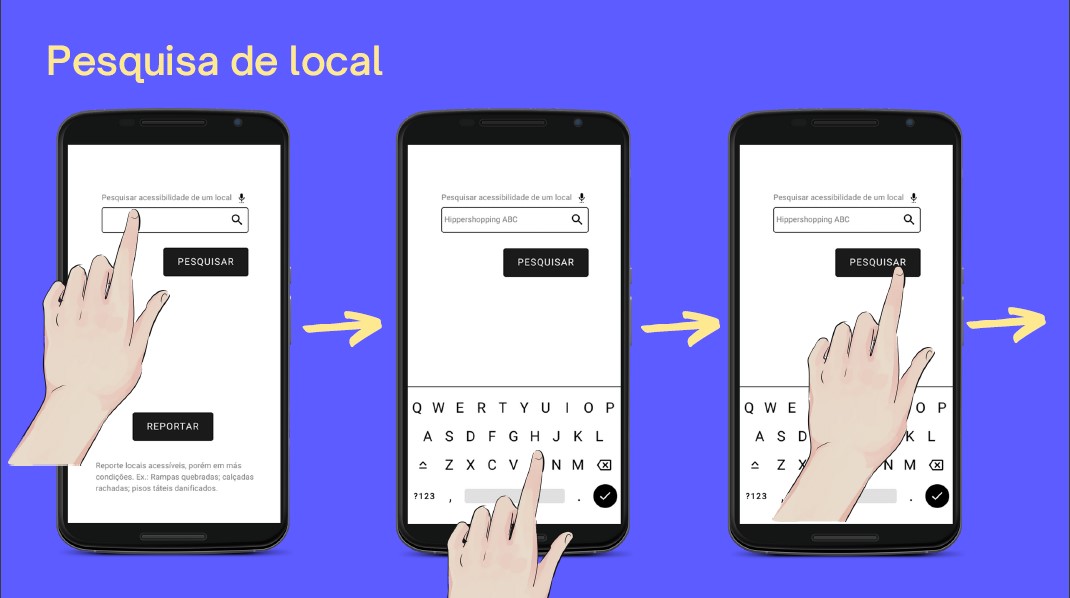 Pesquisa de local
Pesquisar acessibilidade de um local
PESQUISAR
REPORTAR
Reporte locais acessíveis, porém em más
condições. Ex.: Rampas quebradas; calçadas
rachadas; pisos táteis danificados.
Pesquisar acessibilidade de um local
Hippershopping ABC
PESQUISAR
Q W E R T Y U I O P
A S D F G H J K L
Z X C V N M
?123 , .
Pesquisar acessibilidade de um local
Hippershopping ABC
PESQUISAR
Q W E O P
A S D K L
Z X N M
?123 , .